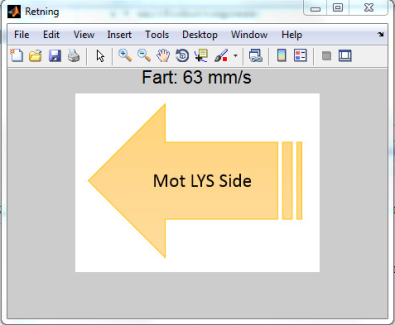 Retning
File Edit View Insert Tools Desktop Window Help
Fart: 63 mm/s
Mot LYS Side